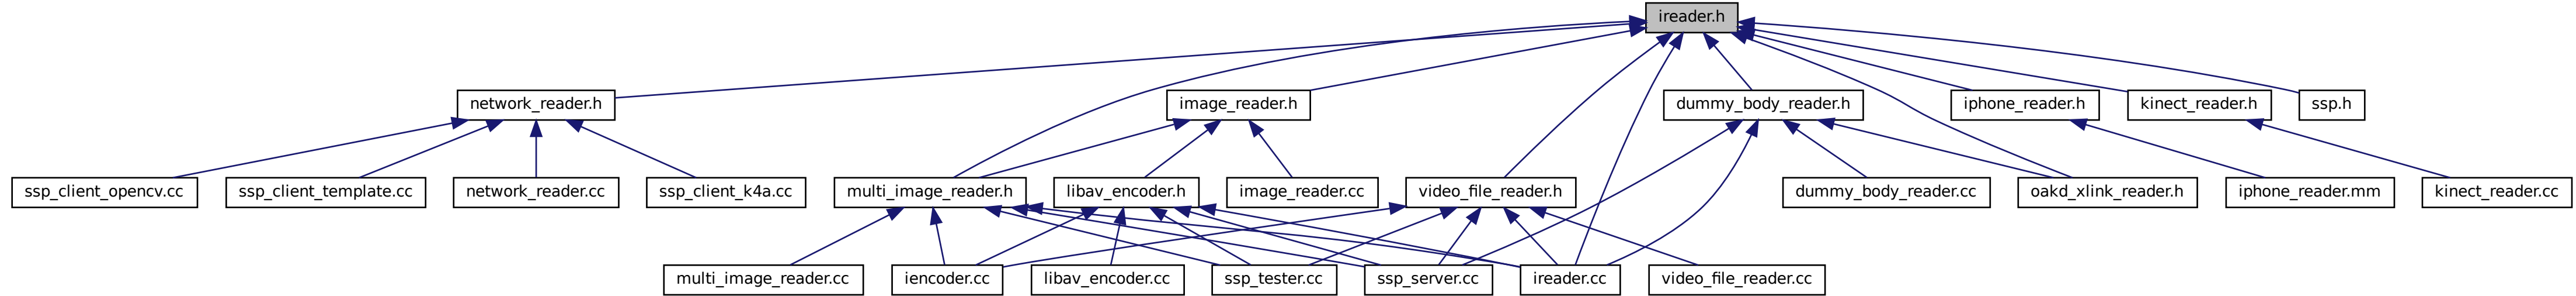 ireader.h
network_reader.h
image_reader.h
dummy_body_reader.h
iphone_reader.h
kinect_reader.h
ssp.h
ssp_client_opencv.cc
ssp_client_template.cc
network_reader.cc
ssp_client_k4a.cc
multi_image_reader.h
libav_encoder.h
image_reader.cc
video_file_reader.h
dummy_body_reader.cc
oakd_xlink_reader.h
iphone_reader.mm
kinect_reader.cc
multi_image_reader.cc
iencoder.cc
libav_encoder.cc
ssp_tester.cc
ssp_server.cc
ireader.cc
video_file_reader.cc